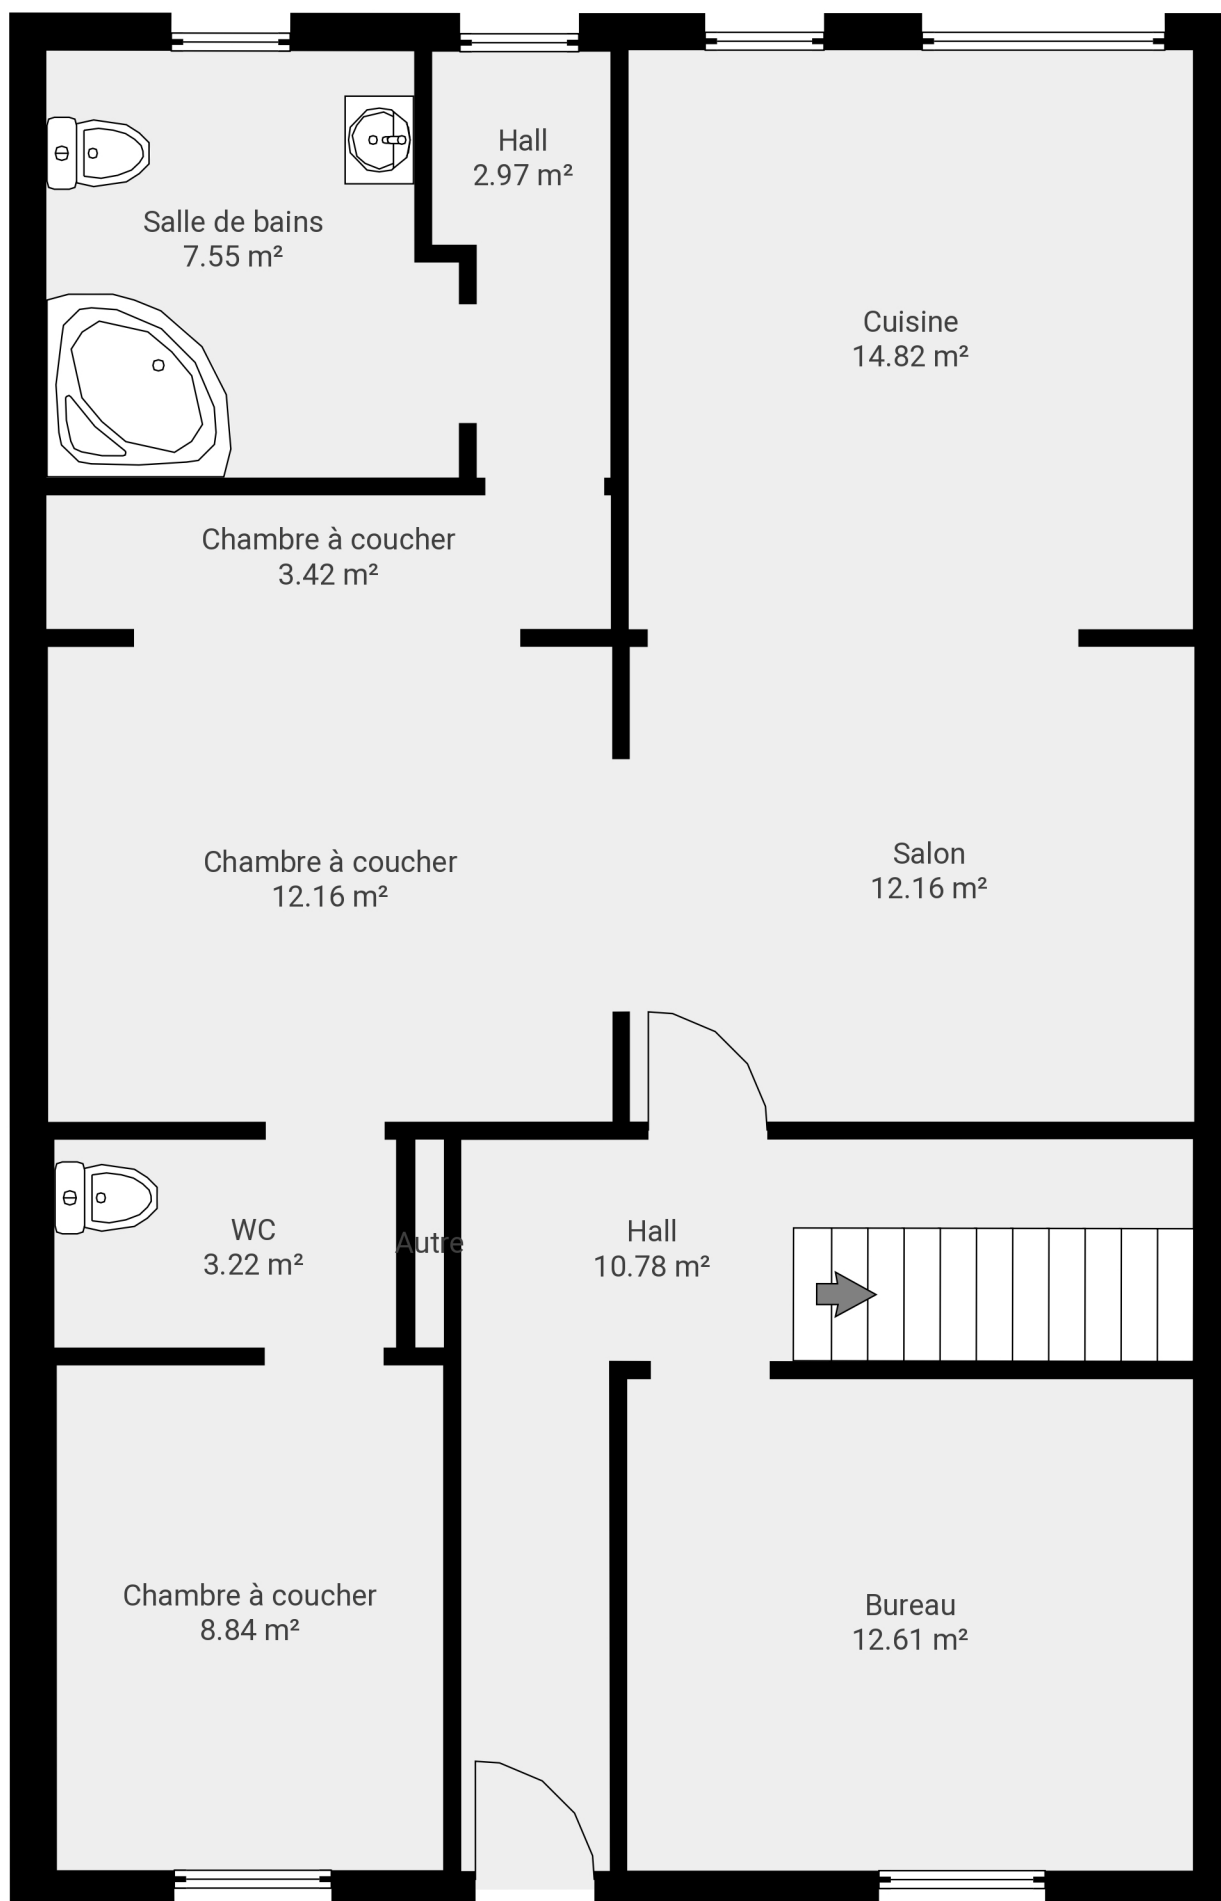 Hall
2.97 m²
Salle de bains
7.55 m²
Cuisine
14.82 m²
Chambre à coucher
3.42 m²
Chambre à coucher
12.16 m²
Salon
12.16 m²
WC
3.22 m²
Autre
Hall
10.78 m²
Chambre à coucher
8.84 m²
Bureau
12.61 m²